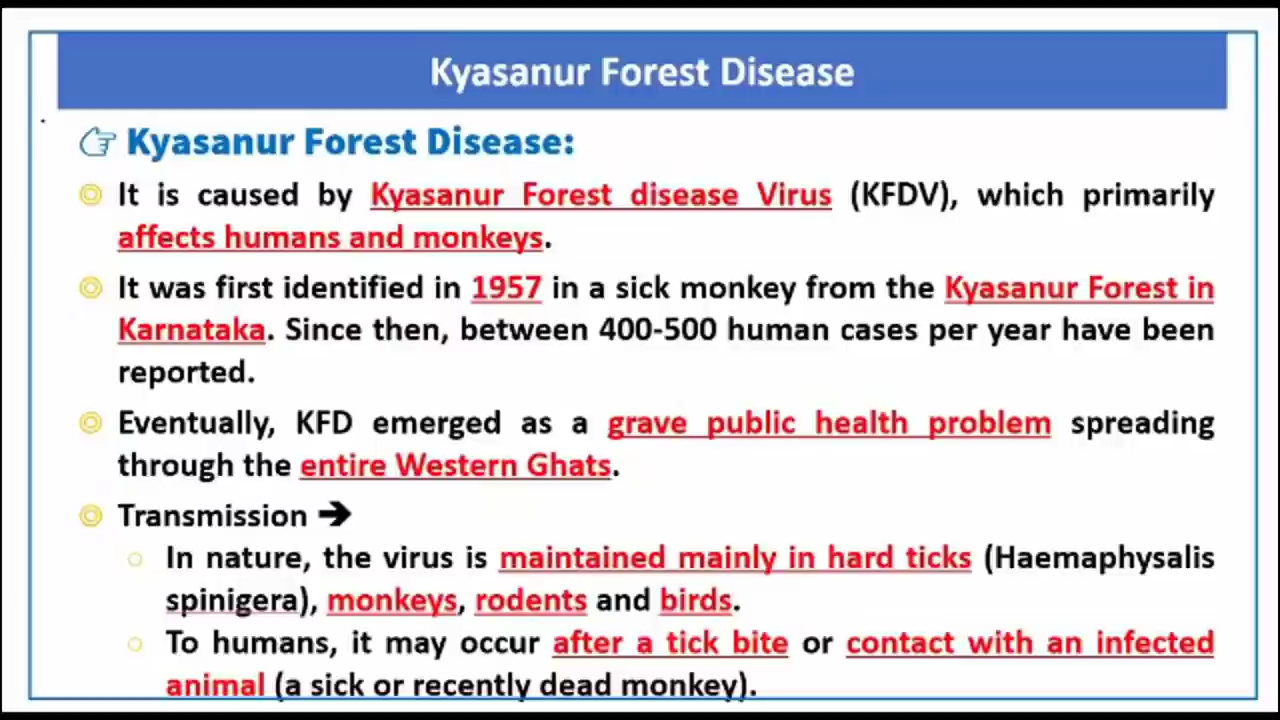 Kyasanur Forest Disease
Kyasanur Forest Disease:
It is caused by Kyasanur Forest disease Virus (KFDV), which primarily
affects humans and monkeys.
It was first identified in 1957 in a sick monkey from the Kyasanur Forest in
Karnataka. Since then, between 400-500 human cases per year have been
reported.
Eventually, KFD emerged as a grave public health problem spreading
through the entire Western Ghats.
Transmission ➔
In nature, the virus is maintained mainly in hard ticks (Haemaphysalis
spinigera), monkeys, rodents and birds.
To humans, it may occur after a tick bite or contact with an infected
animal (a sick or recently dead monkey).